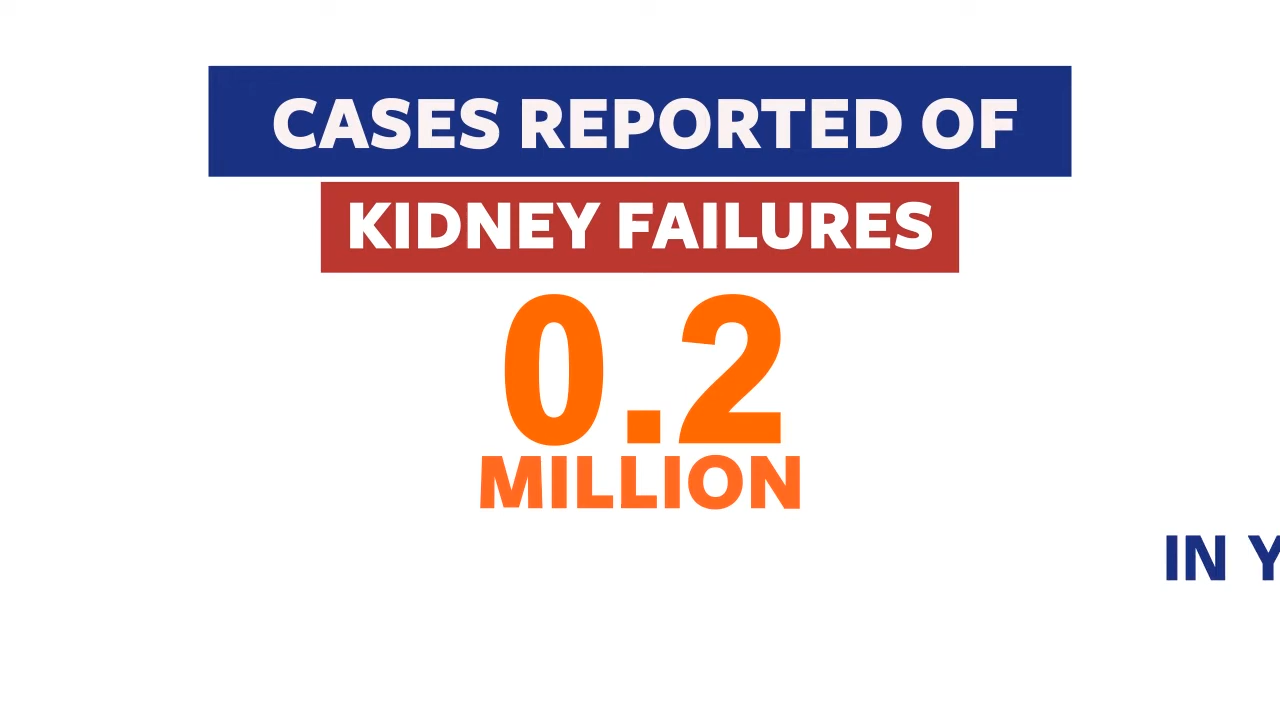 CASES REPORTED OF
KIDNEY FAILURES
0.2
MILLION
IN